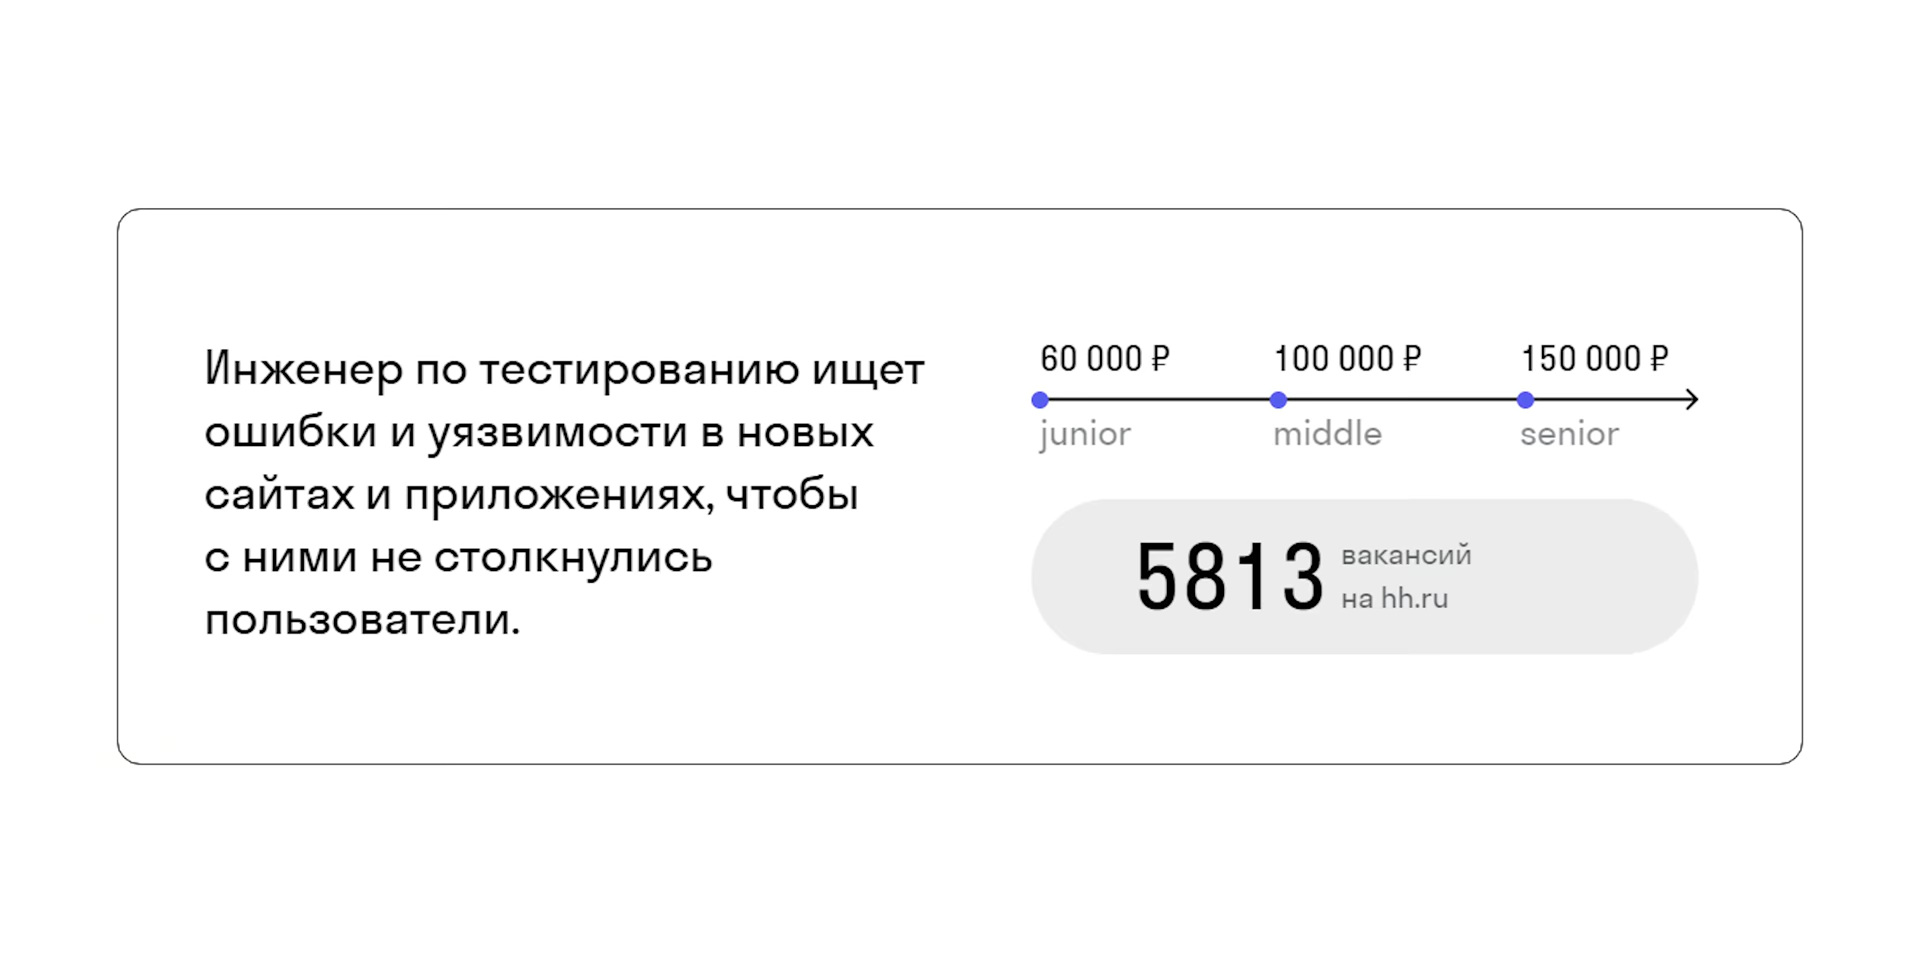 Инженер по тестированию ищет
ошибки и уязвимости в новых
сайтах и приложениях, чтобы
с ними не столкнулись
пользователи.
60 000 ₽ 100 000 ₽ 150 000 ₽
junior middle senior
5813 вакансий
на hh.ru